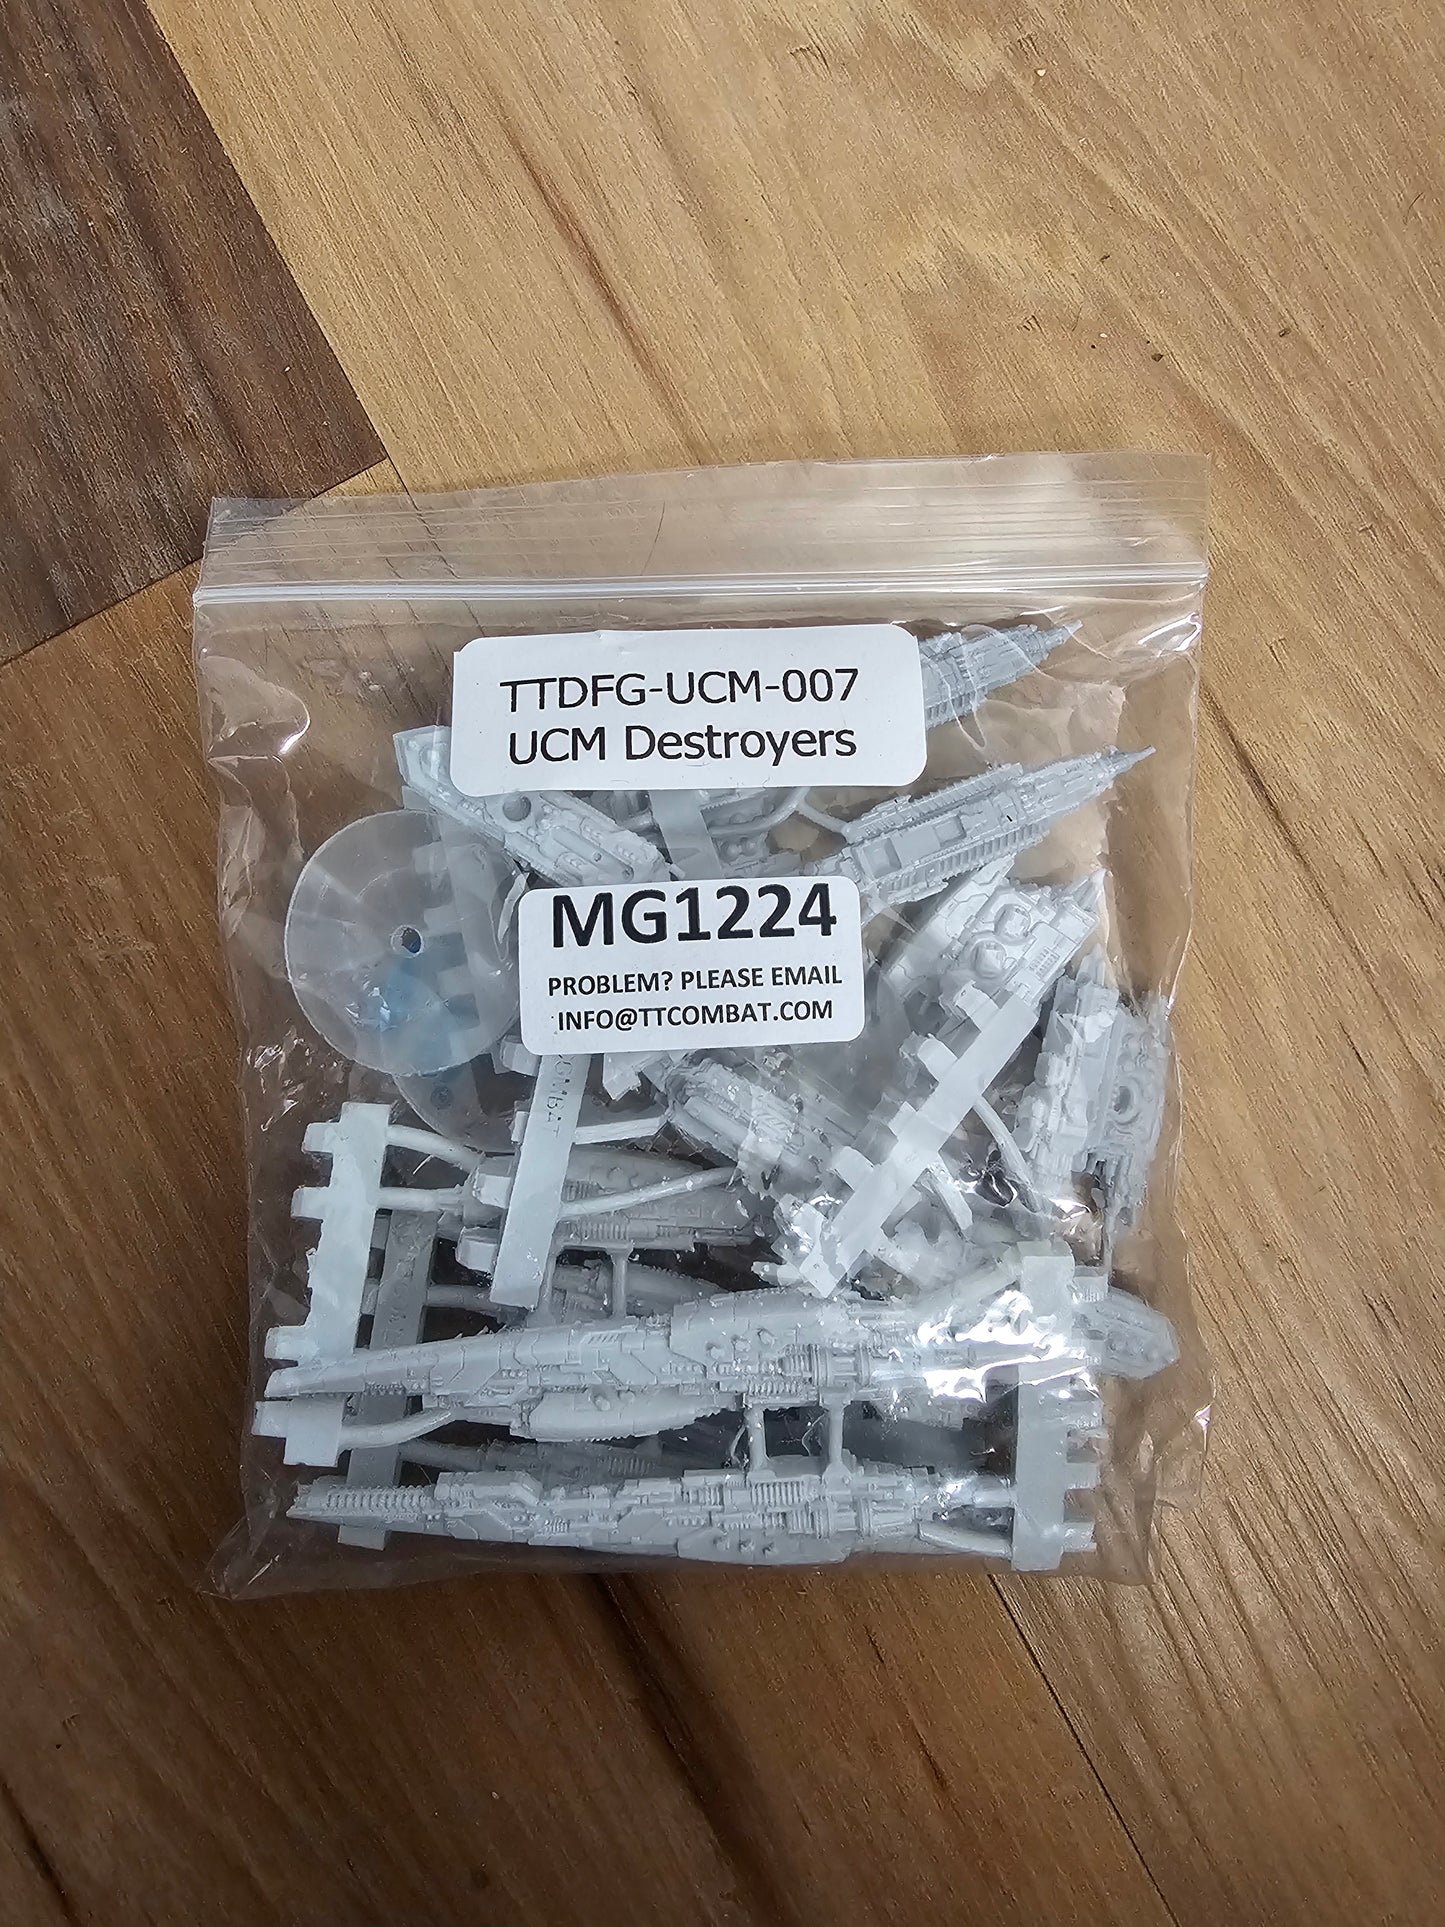 TTDFG-UCM-007
UCM Destroyers
MG1224
PROBLEM? PLEASE EMAIL
INFO@TTCOMBAT.COM